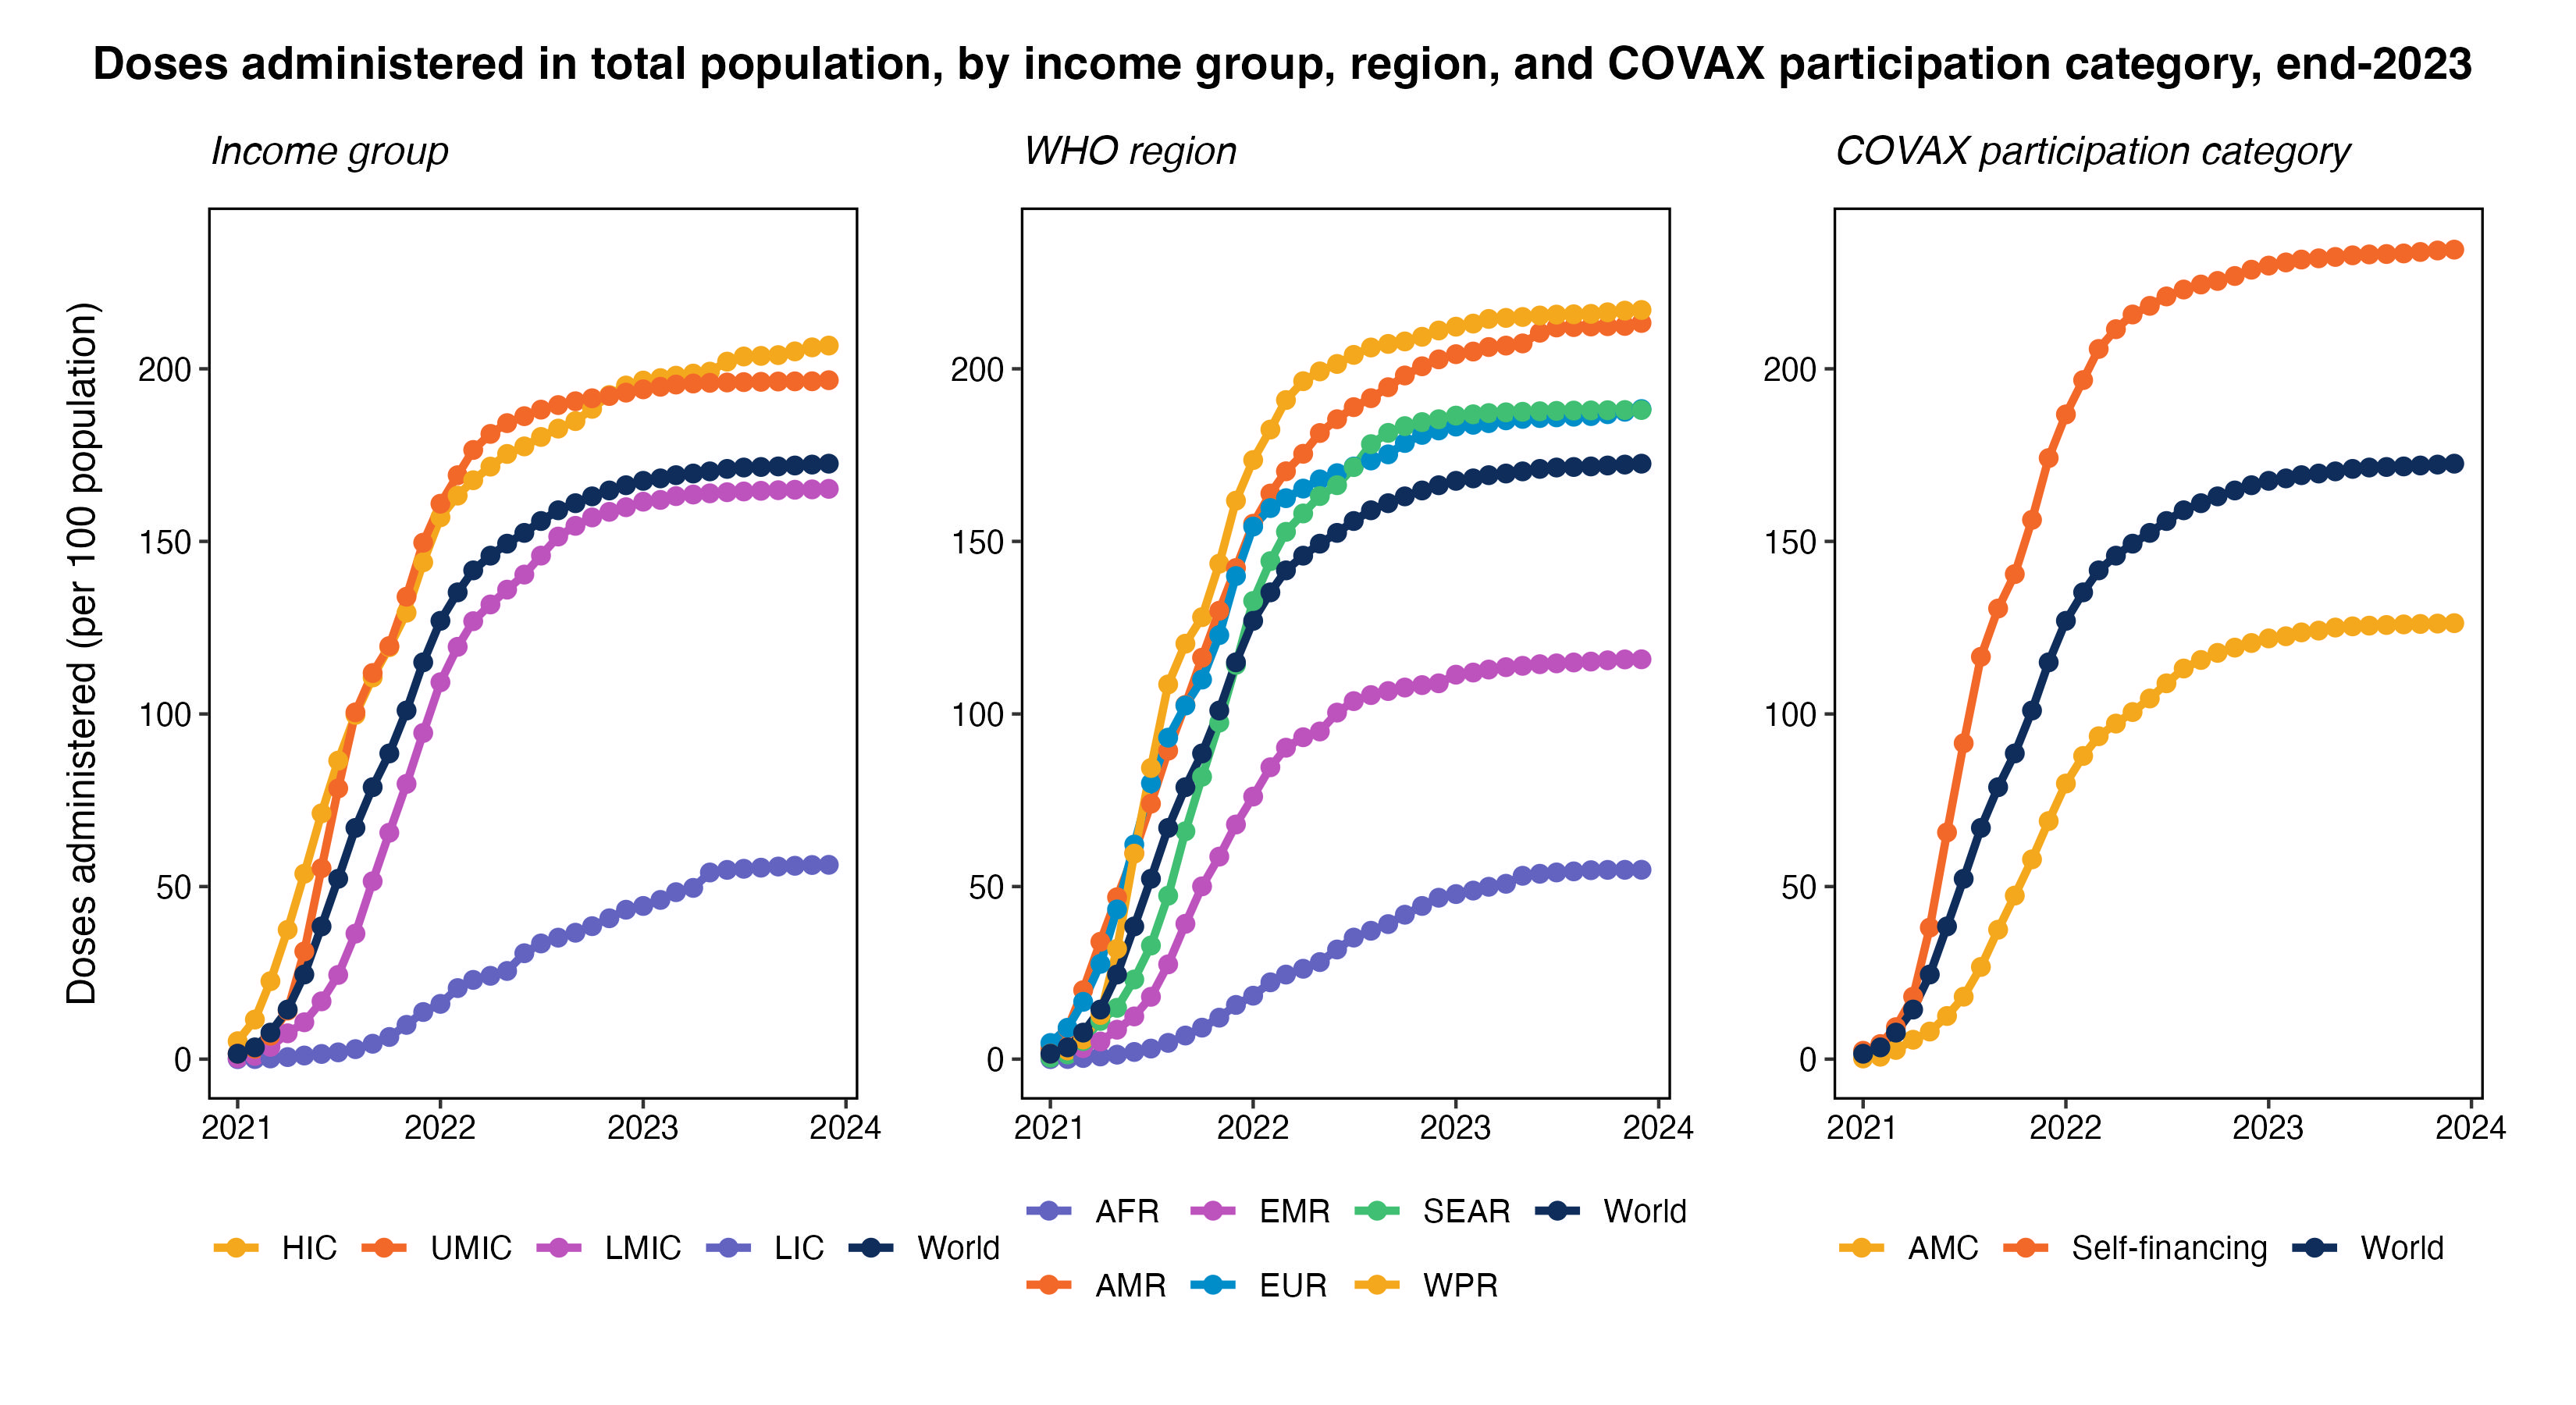 Doses administered in total population, by income group, region, and COVAX participation category, end-2023
Income group
WHO region
COVAX participation category
Doses administered (per 100 population)
200
150
100
50
0
2021 2022 2023 2024
200
150
100
50
0
2021 2022 2023 2024
200
150
100
50
0
2021 2022 2023 2024
HIC UMIC LMIC LIC World
AFR EMR SEAR World
AMR EUR WPR
AMC Self-financing World